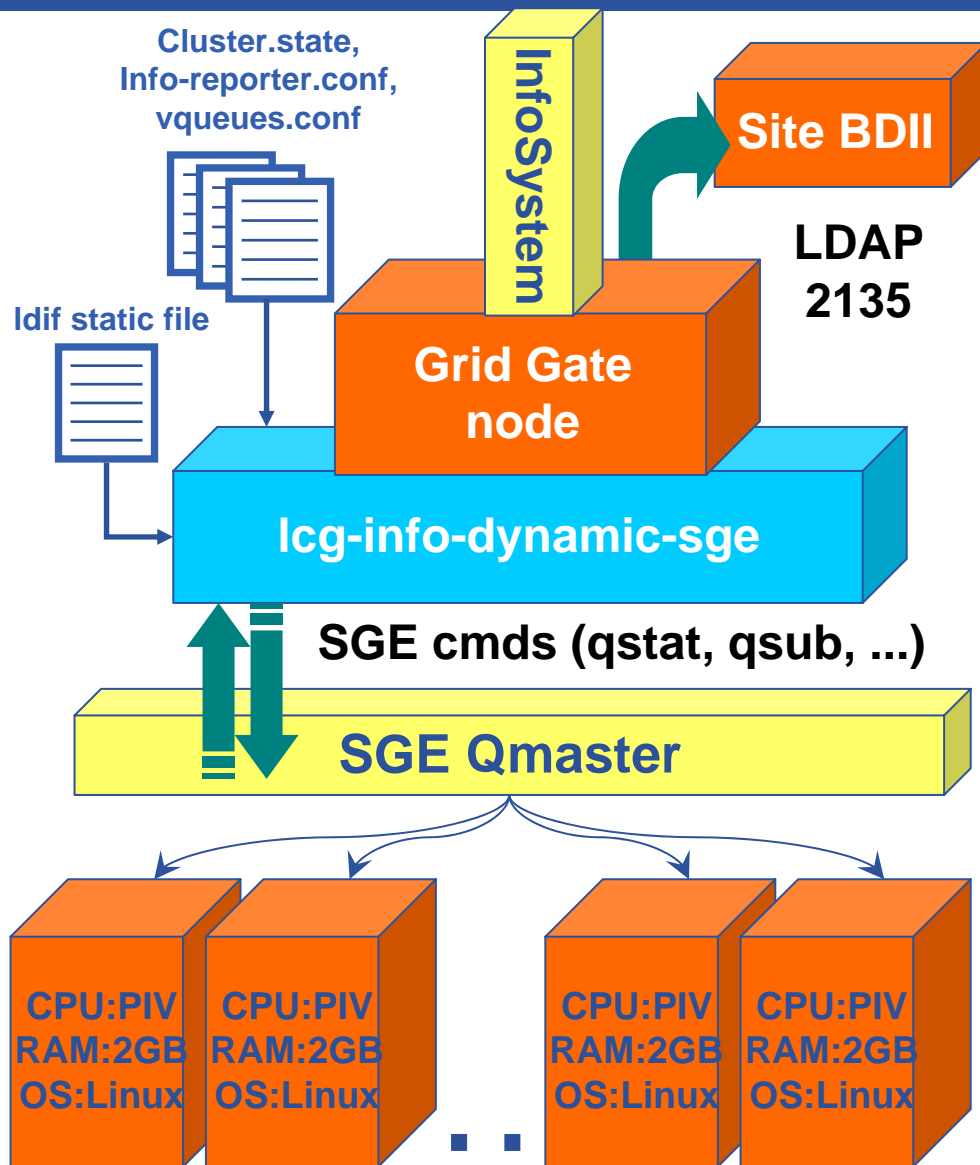 Cluster.state,
Info-reporter.conf,
vqueues.conf
InfoSystem
Site BDII
LDAP
2135
ldif static file
Grid Gate
node
lcg-info-dynamic-sge
SGE cmds (qstat, qsub, ...)
SGE Qmaster
CPU:PIV
RAM:2GB
OS:Linux
CPU:PIV
RAM:2GB
OS:Linux
. .
CPU:PIV
RAM:2GB
OS:Linux
CPU:PIV
RAM:2GB
OS:Linux